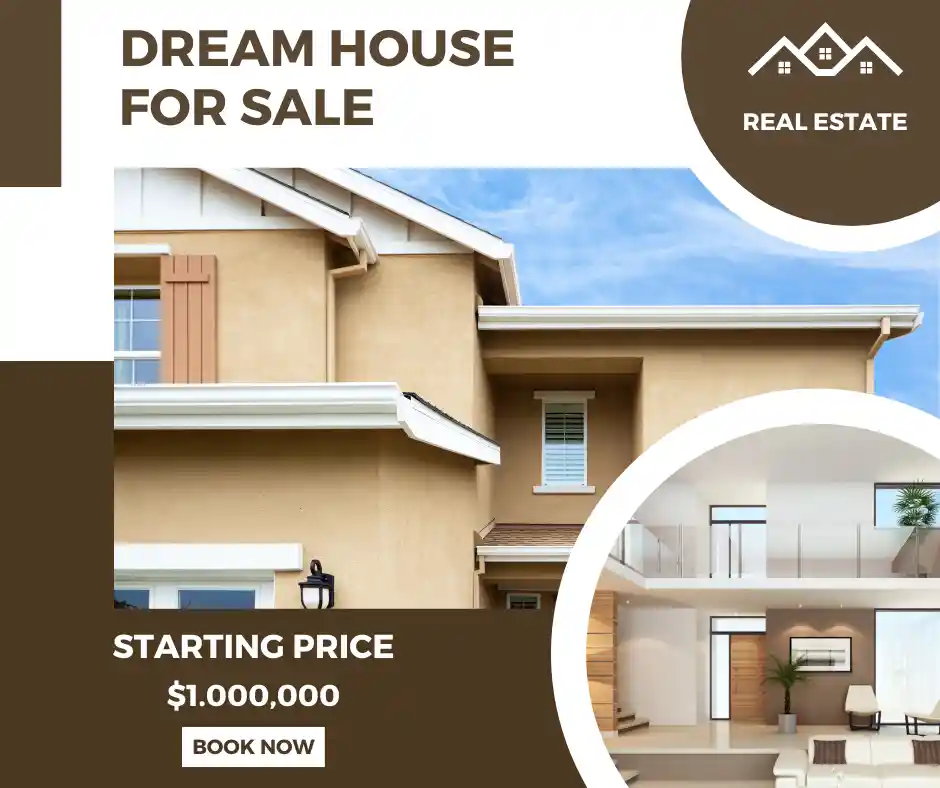 DREAM HOUSE
FOR SALE
REAL ESTATE
STARTING PRICE
$1.000,000
BOOK NOW